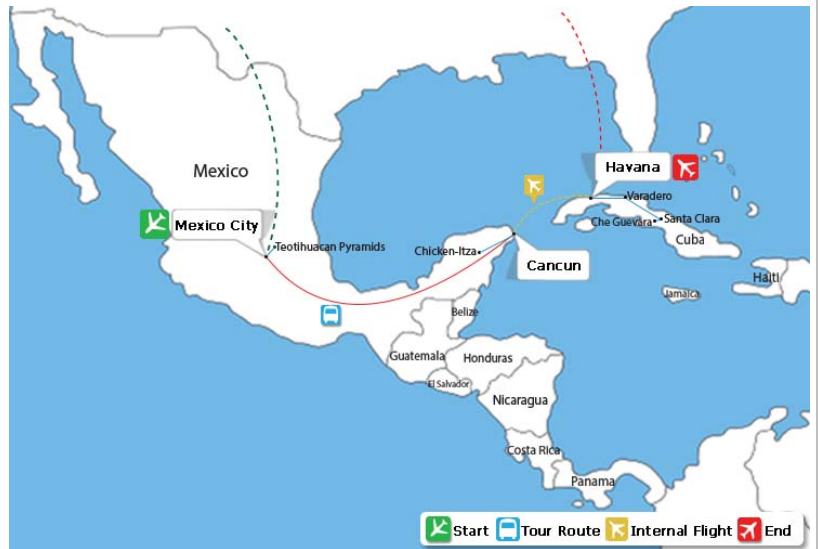 Mexico
Havana
Mexico City
Varadero
Che Guevara
Santa Clara
Teotihuacan Pyramids
Chicken-Itza
Cuba
Cancun
Haiti
Jamaica
Belize
Guatemala
Honduras
El Salvador
Nicaragua
Costa Rica
Panama
Start
Tour Route
Internal Flight
End